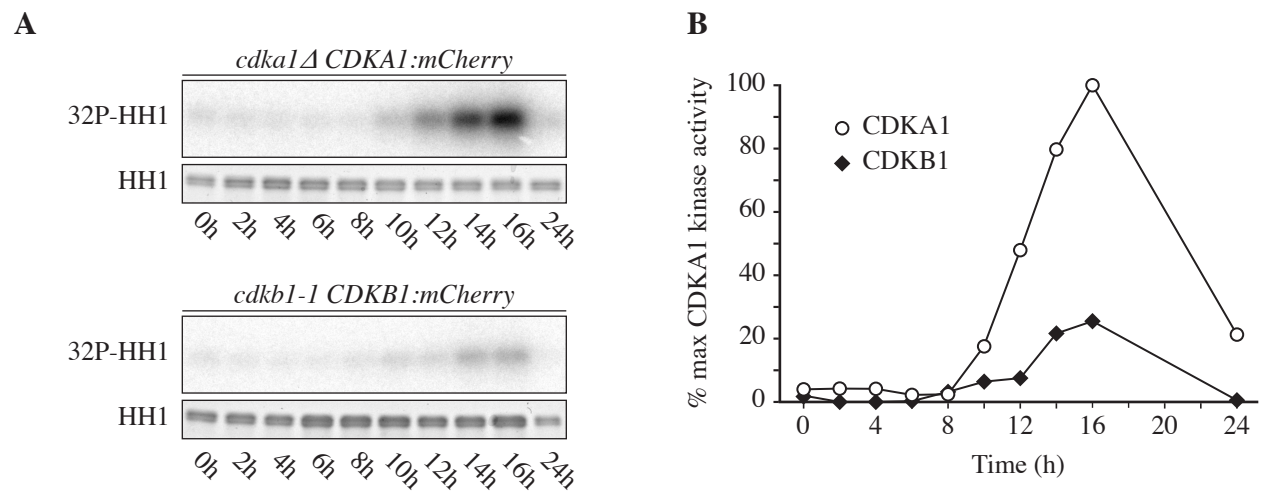 A
cdka1Δ CDKA1:mCherry
32P-HH1
HH1
0h 2h 4h 6h 8h 10h 12h 14h 16h 24h
cdkb1-1 CDKB1:mCherry
32P-HH1
HH1
0h 2h 4h 6h 8h 10h 12h 14h 16h 24h
B
% max CDKA1 kinase activity
100
80
60
40
20
0
CDKA1
CDKB1
0 4 8 12 16 20 24
Time (h)